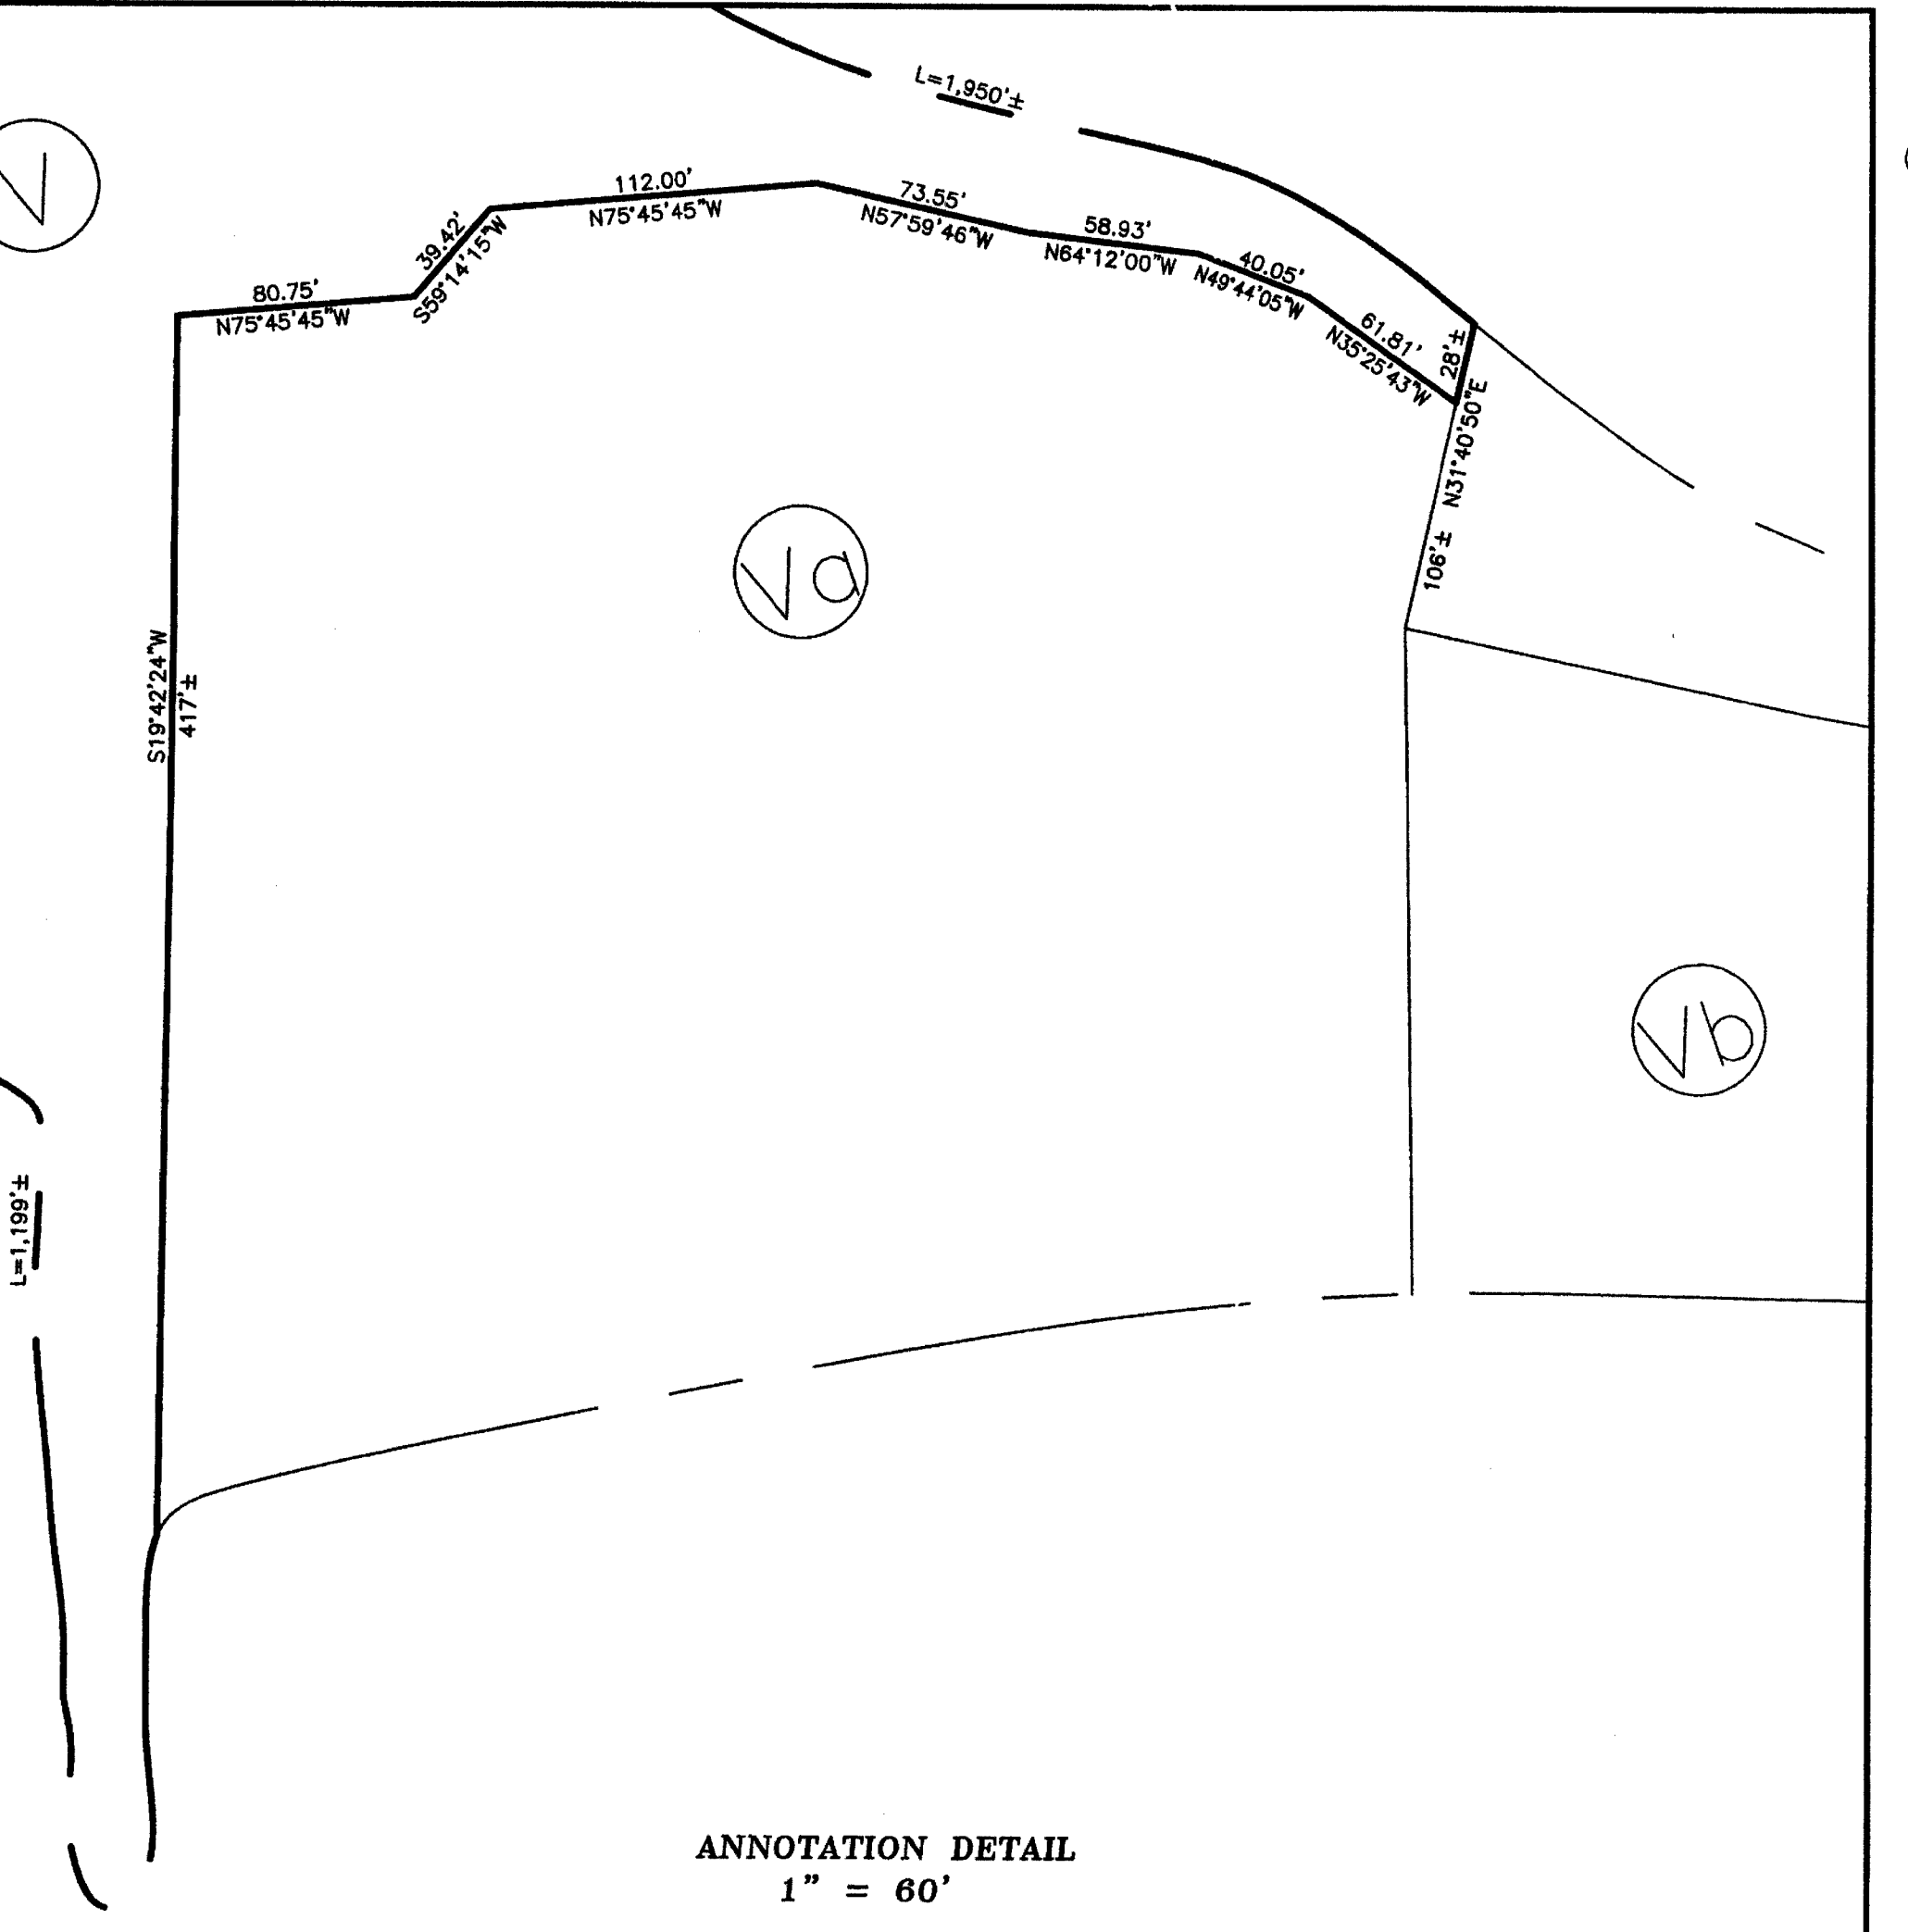 L=1,950'±
V
112.00'
N75°45'45"W
73.55'
N57°59'46"W
58.93'
N64°12'00"W
40.05'
N49°44'05"W
39.42'
S59°14'15"W
80.75'
N75°45'45"W
61.81'
N35°25'43"W
28'±
N31°40'50"E
106'±
Va
S19°42'24"W
417'±
Vb
L=1,199'±
ANNOTATION DETAIL
1" = 60'